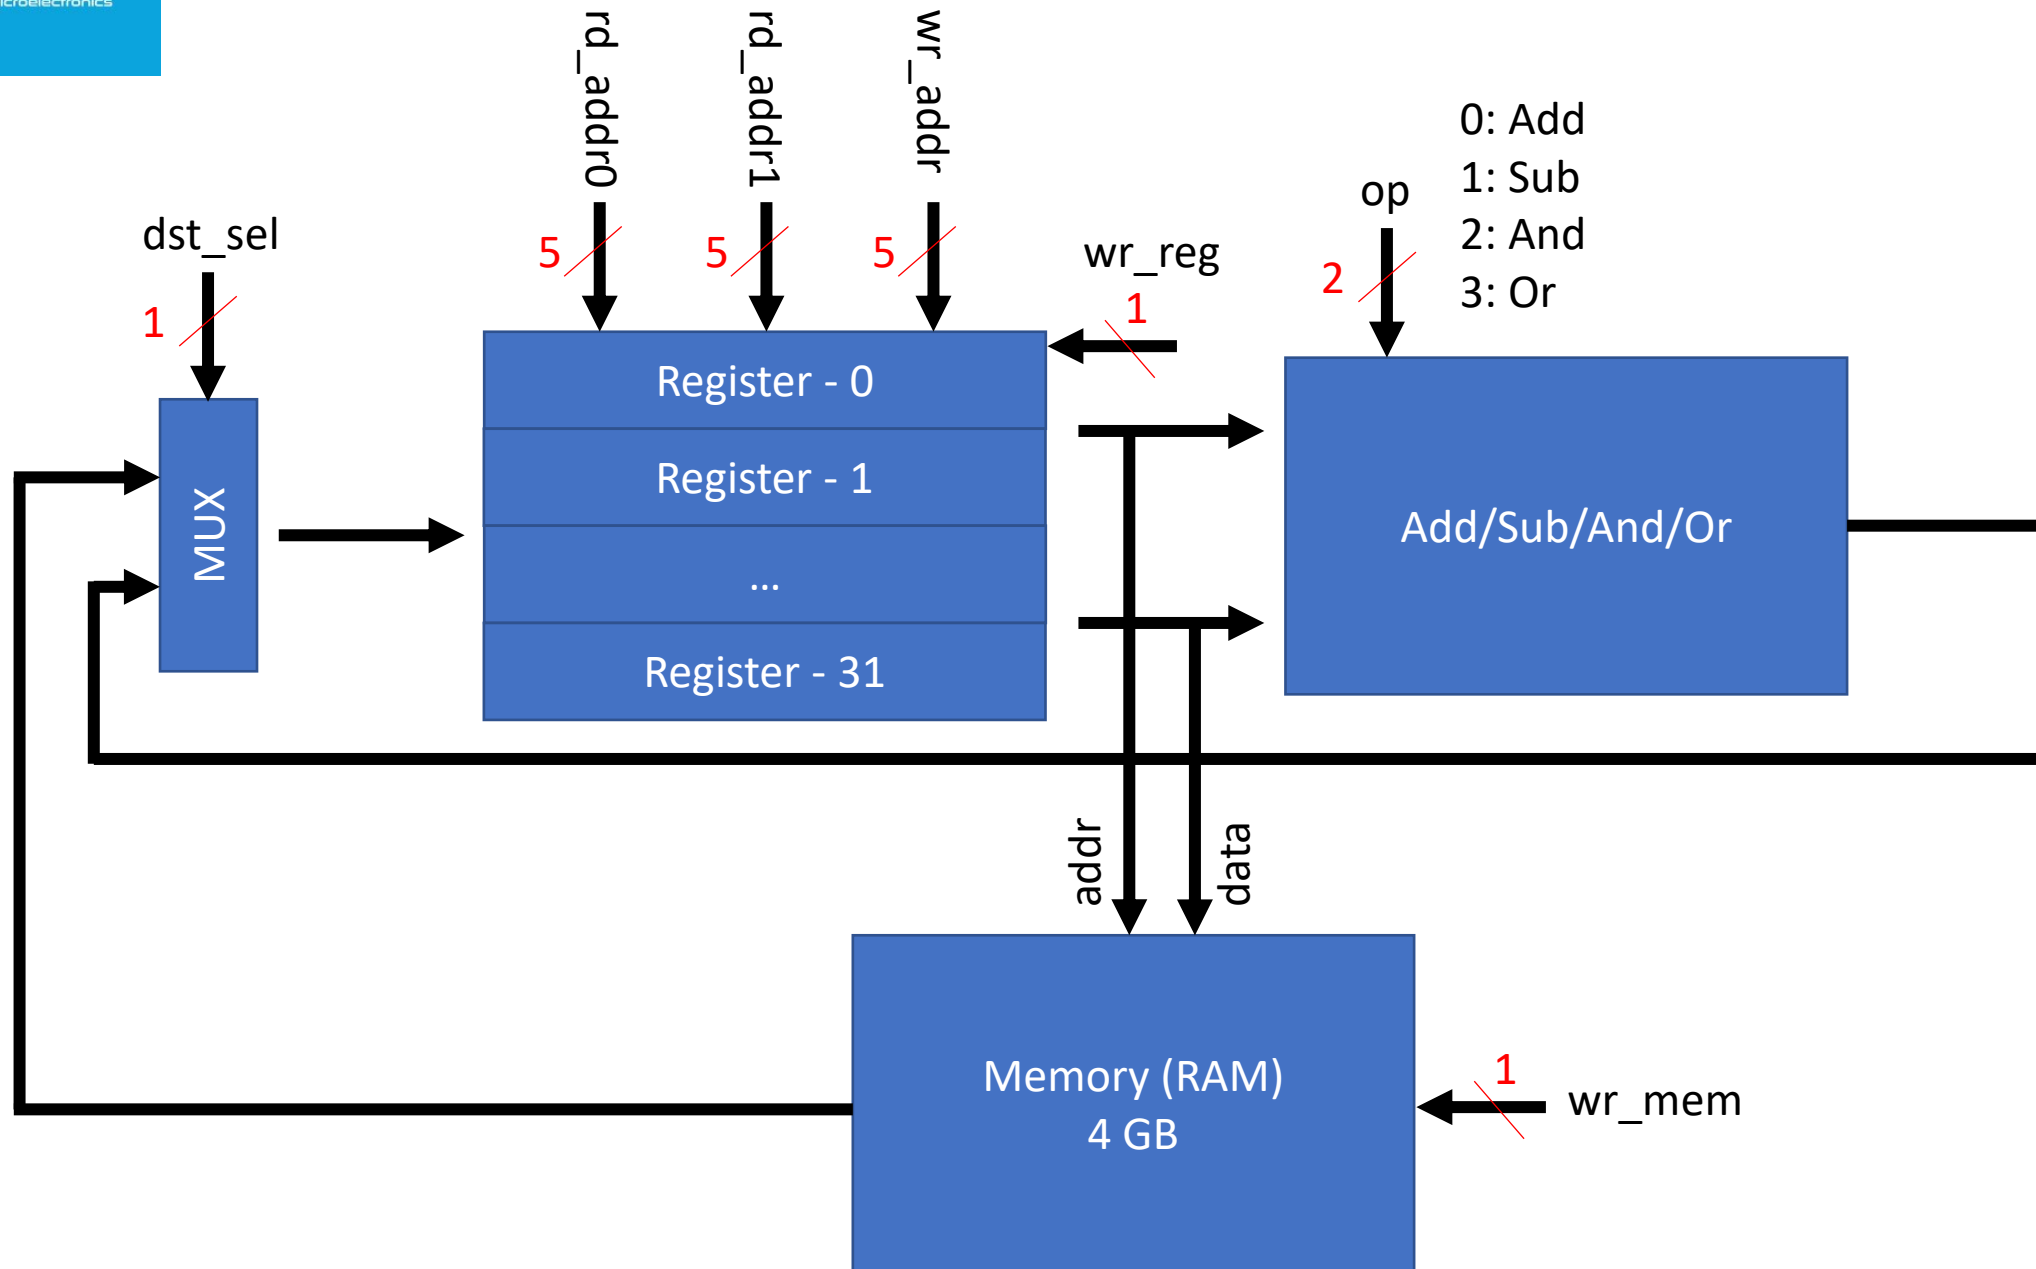 rd_addr0
rd_addr1
wr_addr
0: Add
1: Sub
2: And
3: Or
op
dst_sel
wr_reg
5
5
5
2
1
1
Register - 0
Register - 1
...
Register - 31
MUX
Add/Sub/And/Or
addr
data
Memory (RAM)
4 GB
1
wr_mem